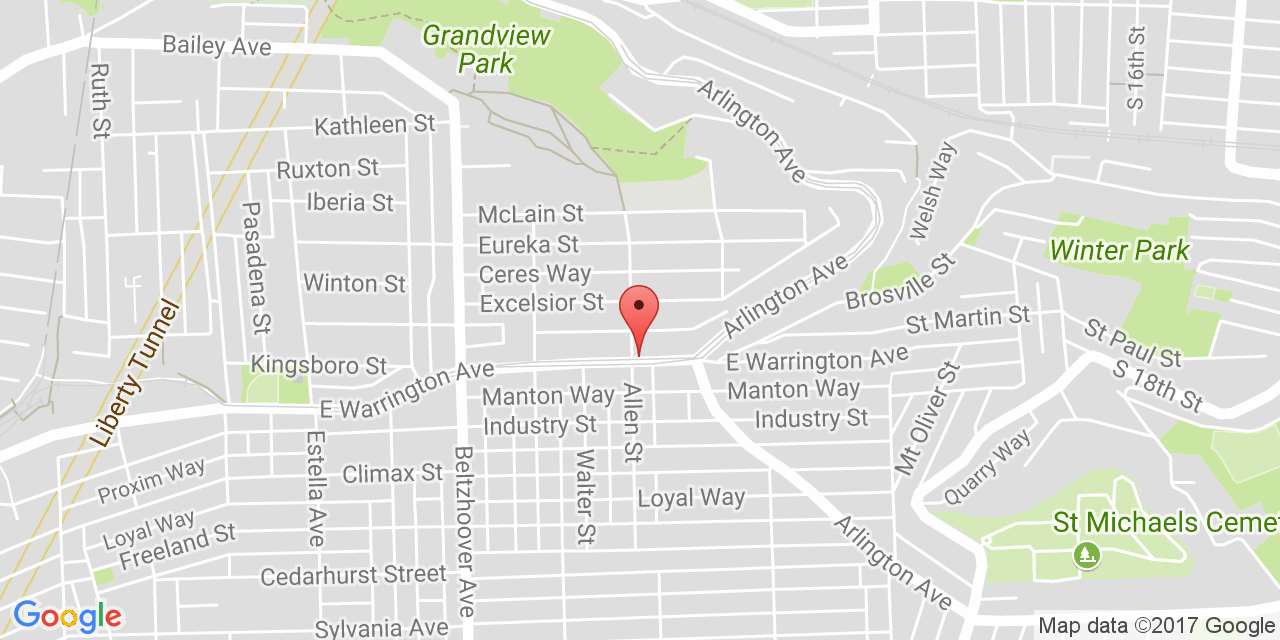 Grandview
Park
Bailey Ave
Ruth St
Kathleen St
Ruxton St
Iberia St
Pasadena St
Winton St
McLain St
Eureka St
Ceres Way
Excelsior St
Arlington Ave
S 16th St
Welsh Way
Winter Park
Arlington Ave
Brosville St
St Martin St
St Paul St
S 18th St
Liberty Tunnel
Kingsboro St
E Warrington Ave
E Warrington Ave
Manton Way
Industry St
Manton Way
Industry St
Allen St
Mt Oliver St
Quarry Way
Estella Ave
Climax St
Beltzhoover Ave
Walter St
Proxim Way
Loyal Way
Loyal Way
Freeland St
Arlington Ave
St Michaels Cemet
Cedarhurst Street
Sylvania Ave
Google
Map data ©2017 Google